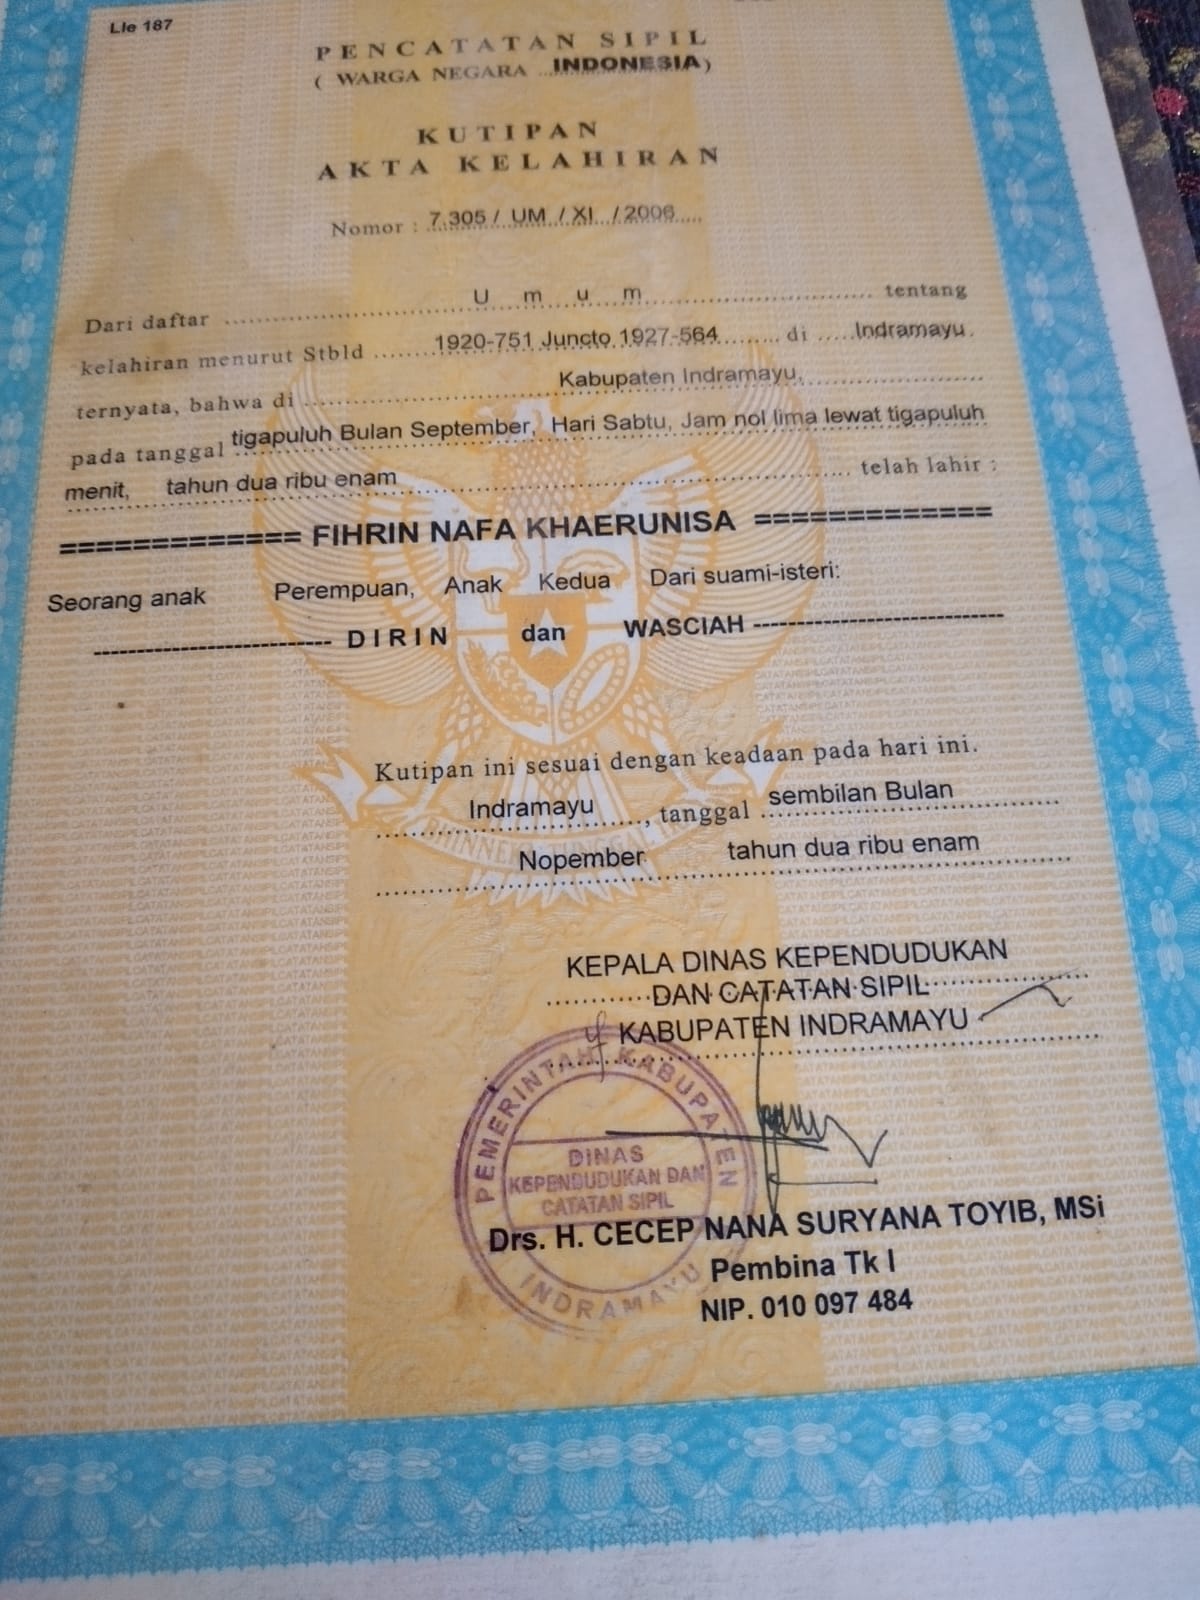 Lle 187
PENCATATAN SIPIL
( WARGA NEGARA INDONESIA )
KUTIPAN
AKTA KELAHIRAN
Nomor : 7.305 / UM / XI / 2006
Dari daftar U m u m tentang
kelahiran menurut Stbld 1920-751 Juncto 1927-564 di Indramayu
ternyata, bahwa di Kabupaten Indramayu,
pada tanggal tigapuluh Bulan September, Hari Sabtu, Jam nol lima lewat tigapuluh
menit, tahun dua ribu enam telah lahir :
============= FIHRIN NAFA KHAERUNISA =============
Seorang anak Perempuan, Anak Kedua Dari suami-isteri:
---------------------------- D I R I N dan WASCIAH ----------------------------
Kutipan ini sesuai dengan keadaan pada hari ini.
Indramayu, tanggal sembilan Bulan
Nopember tahun dua ribu enam
KEPALA DINAS KEPENDUDUKAN
DAN CATATAN SIPIL
KABUPATEN INDRAMAYU
PEMERINTAH KABUPATEN
DINAS
KEPENDUDUKAN DAN
CATATAN SIPIL
INDRAMAYU
Drs. H. CECEP NANA SURYANA TOYIB, MSi
Pembina Tk I
NIP. 010 097 484